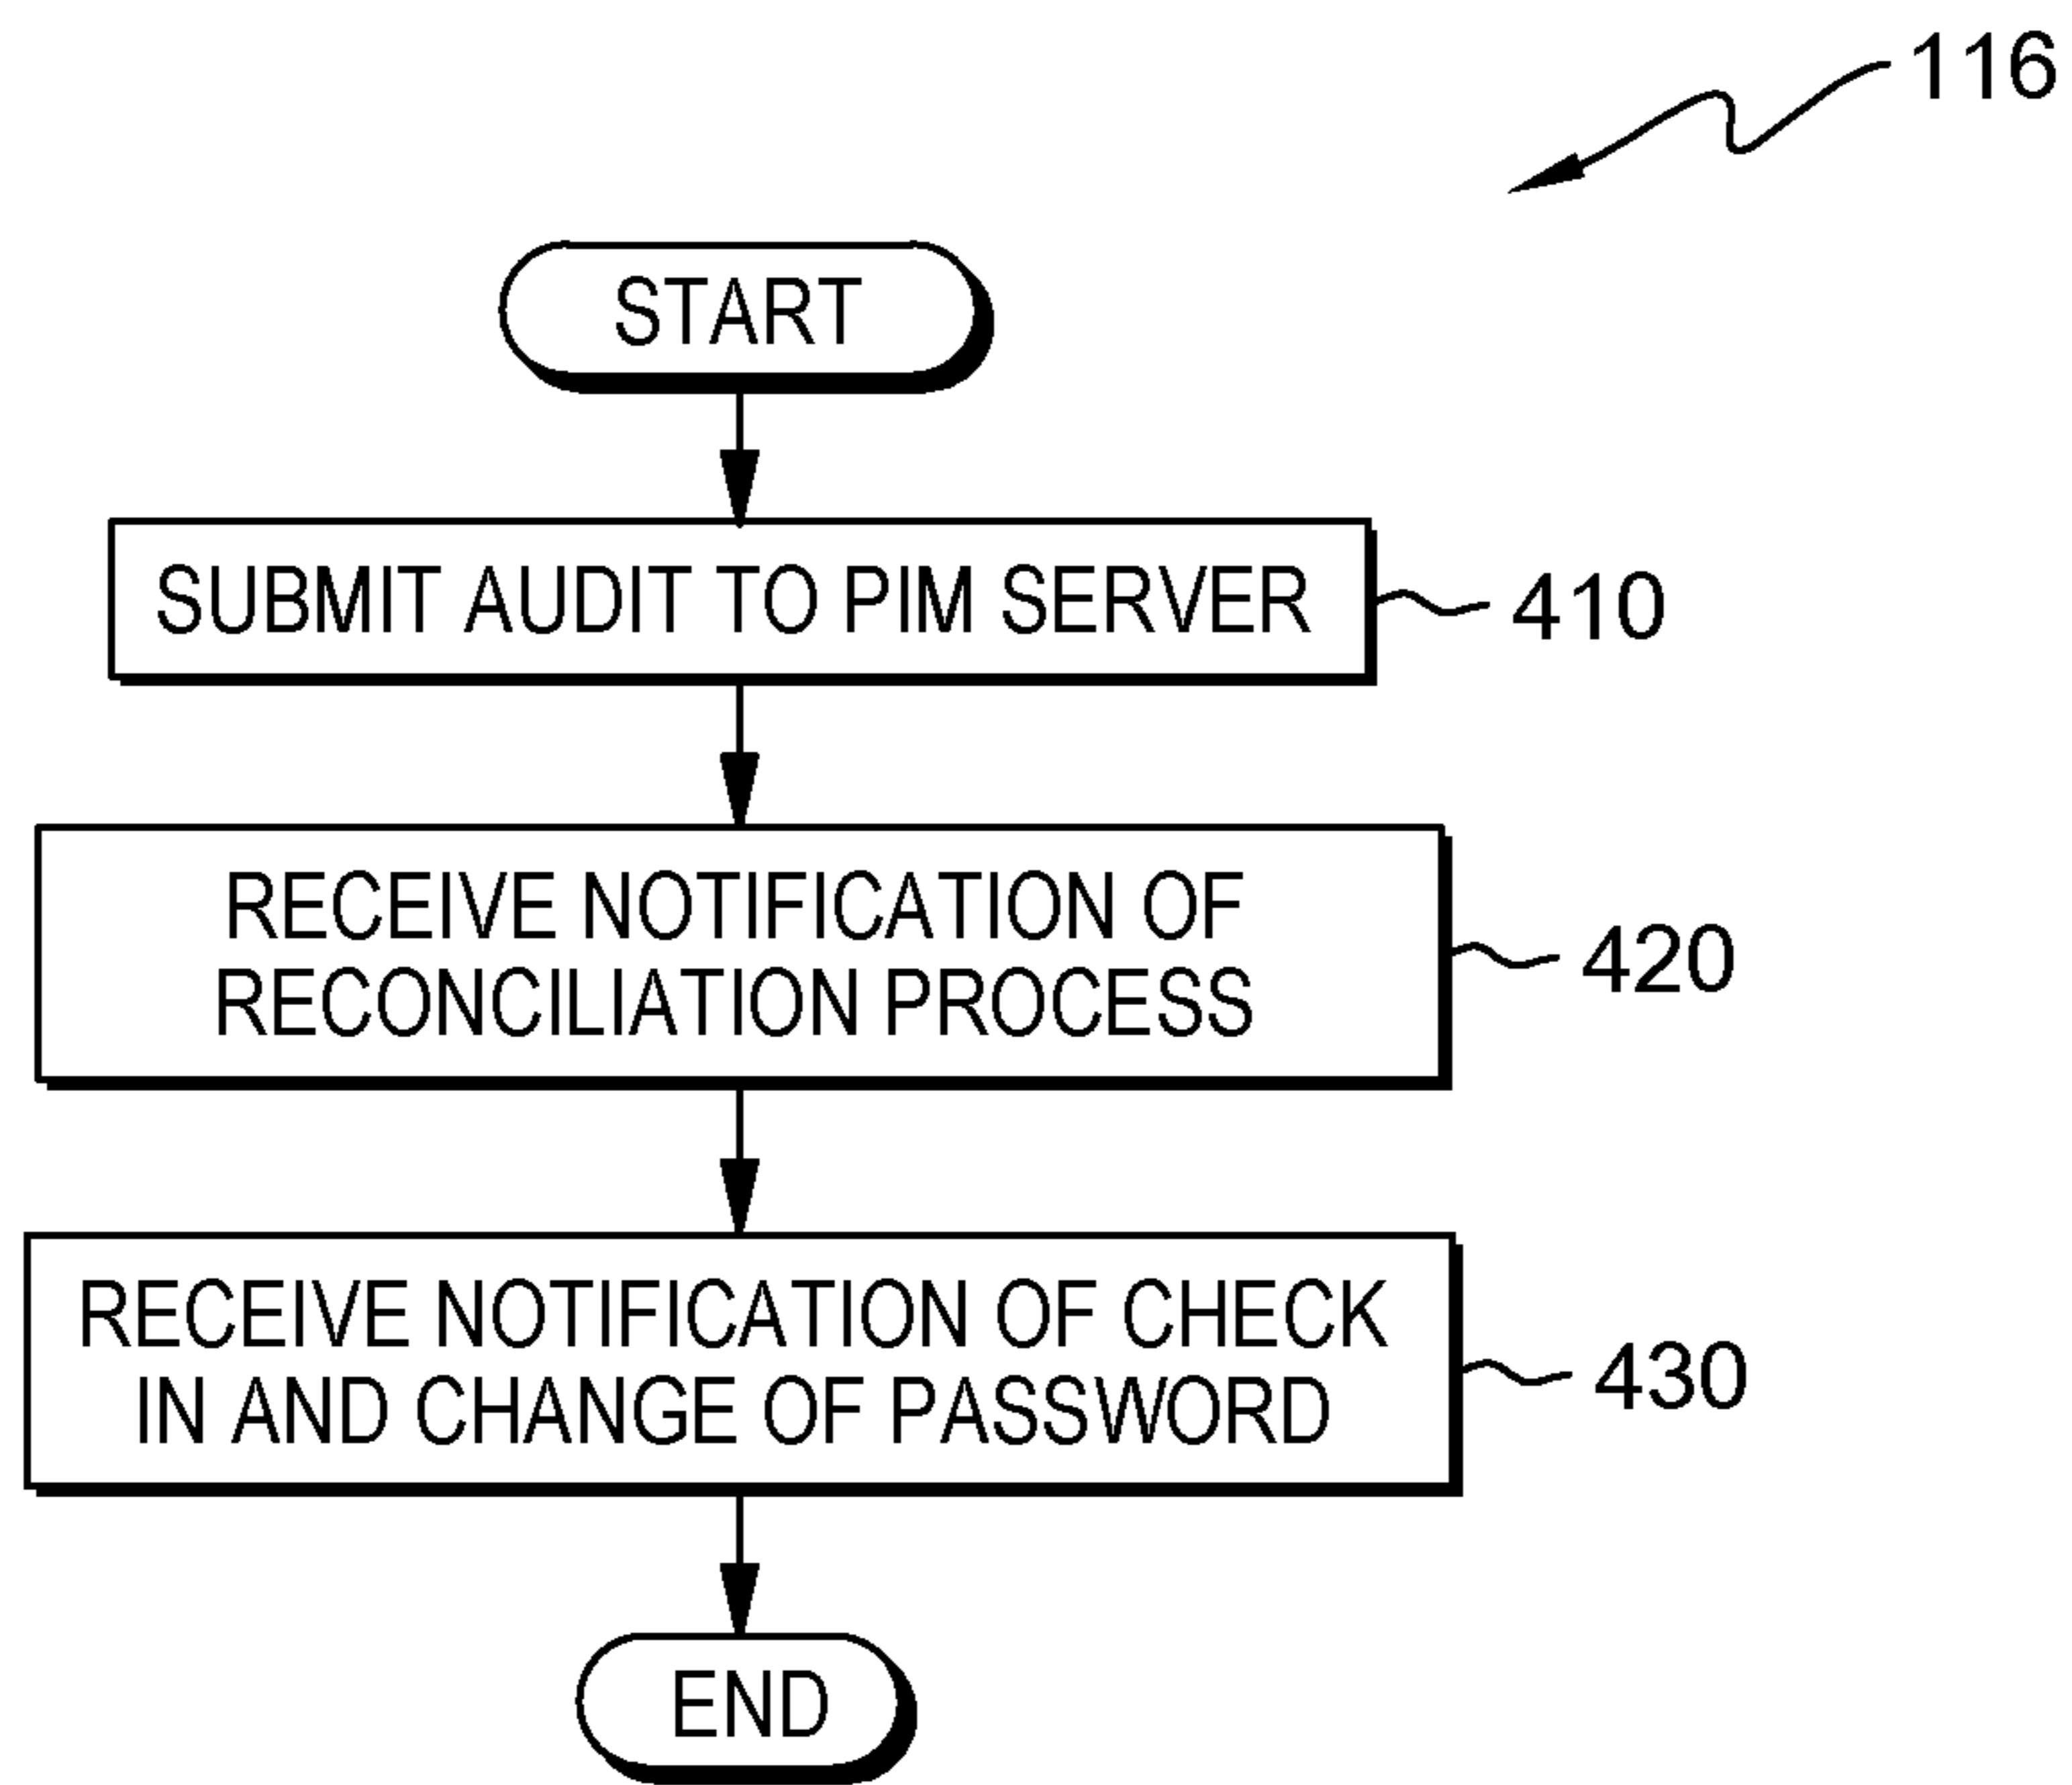 116
START
SUBMIT AUDIT TO PIM SERVER
410
RECEIVE NOTIFICATION OF
RECONCILIATION PROCESS
420
RECEIVE NOTIFICATION OF CHECK
IN AND CHANGE OF PASSWORD
430
END